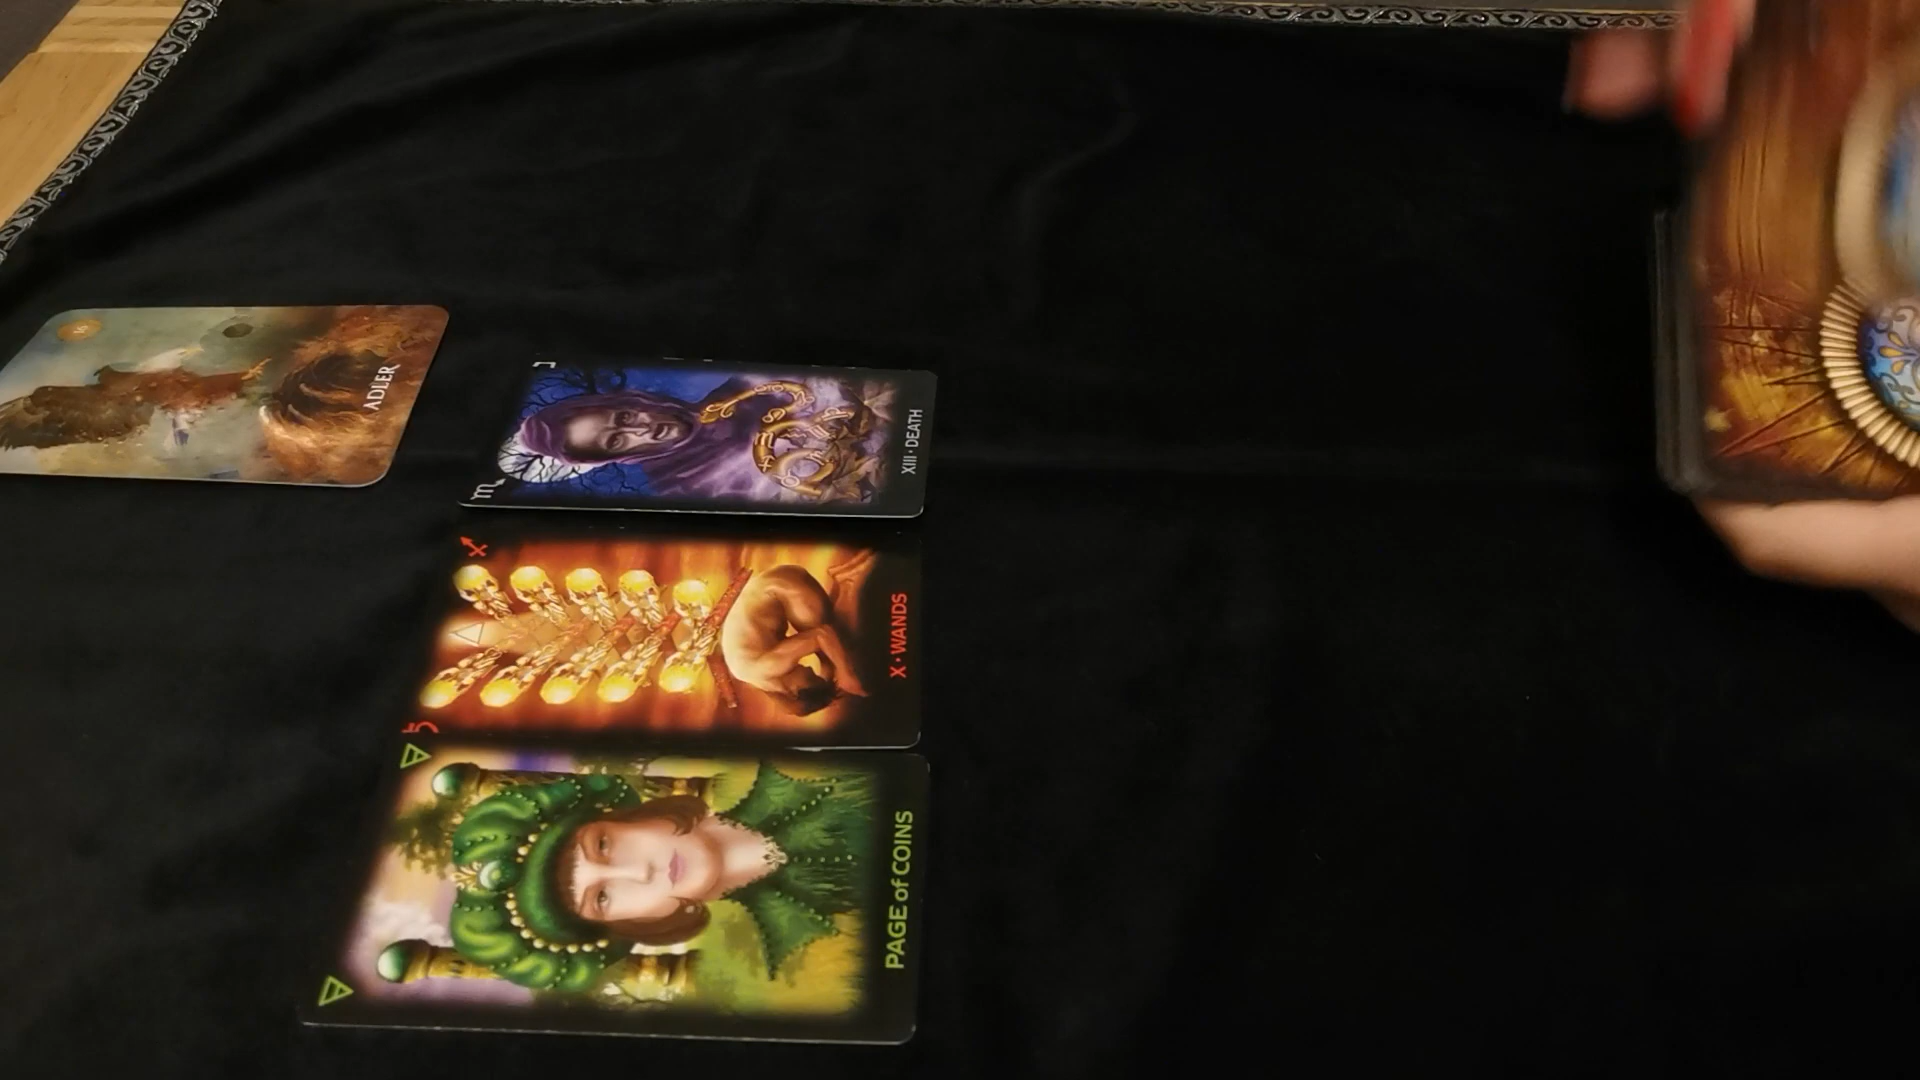 ADLER
XIII · DEATH
X · WANDS
PAGE of COINS